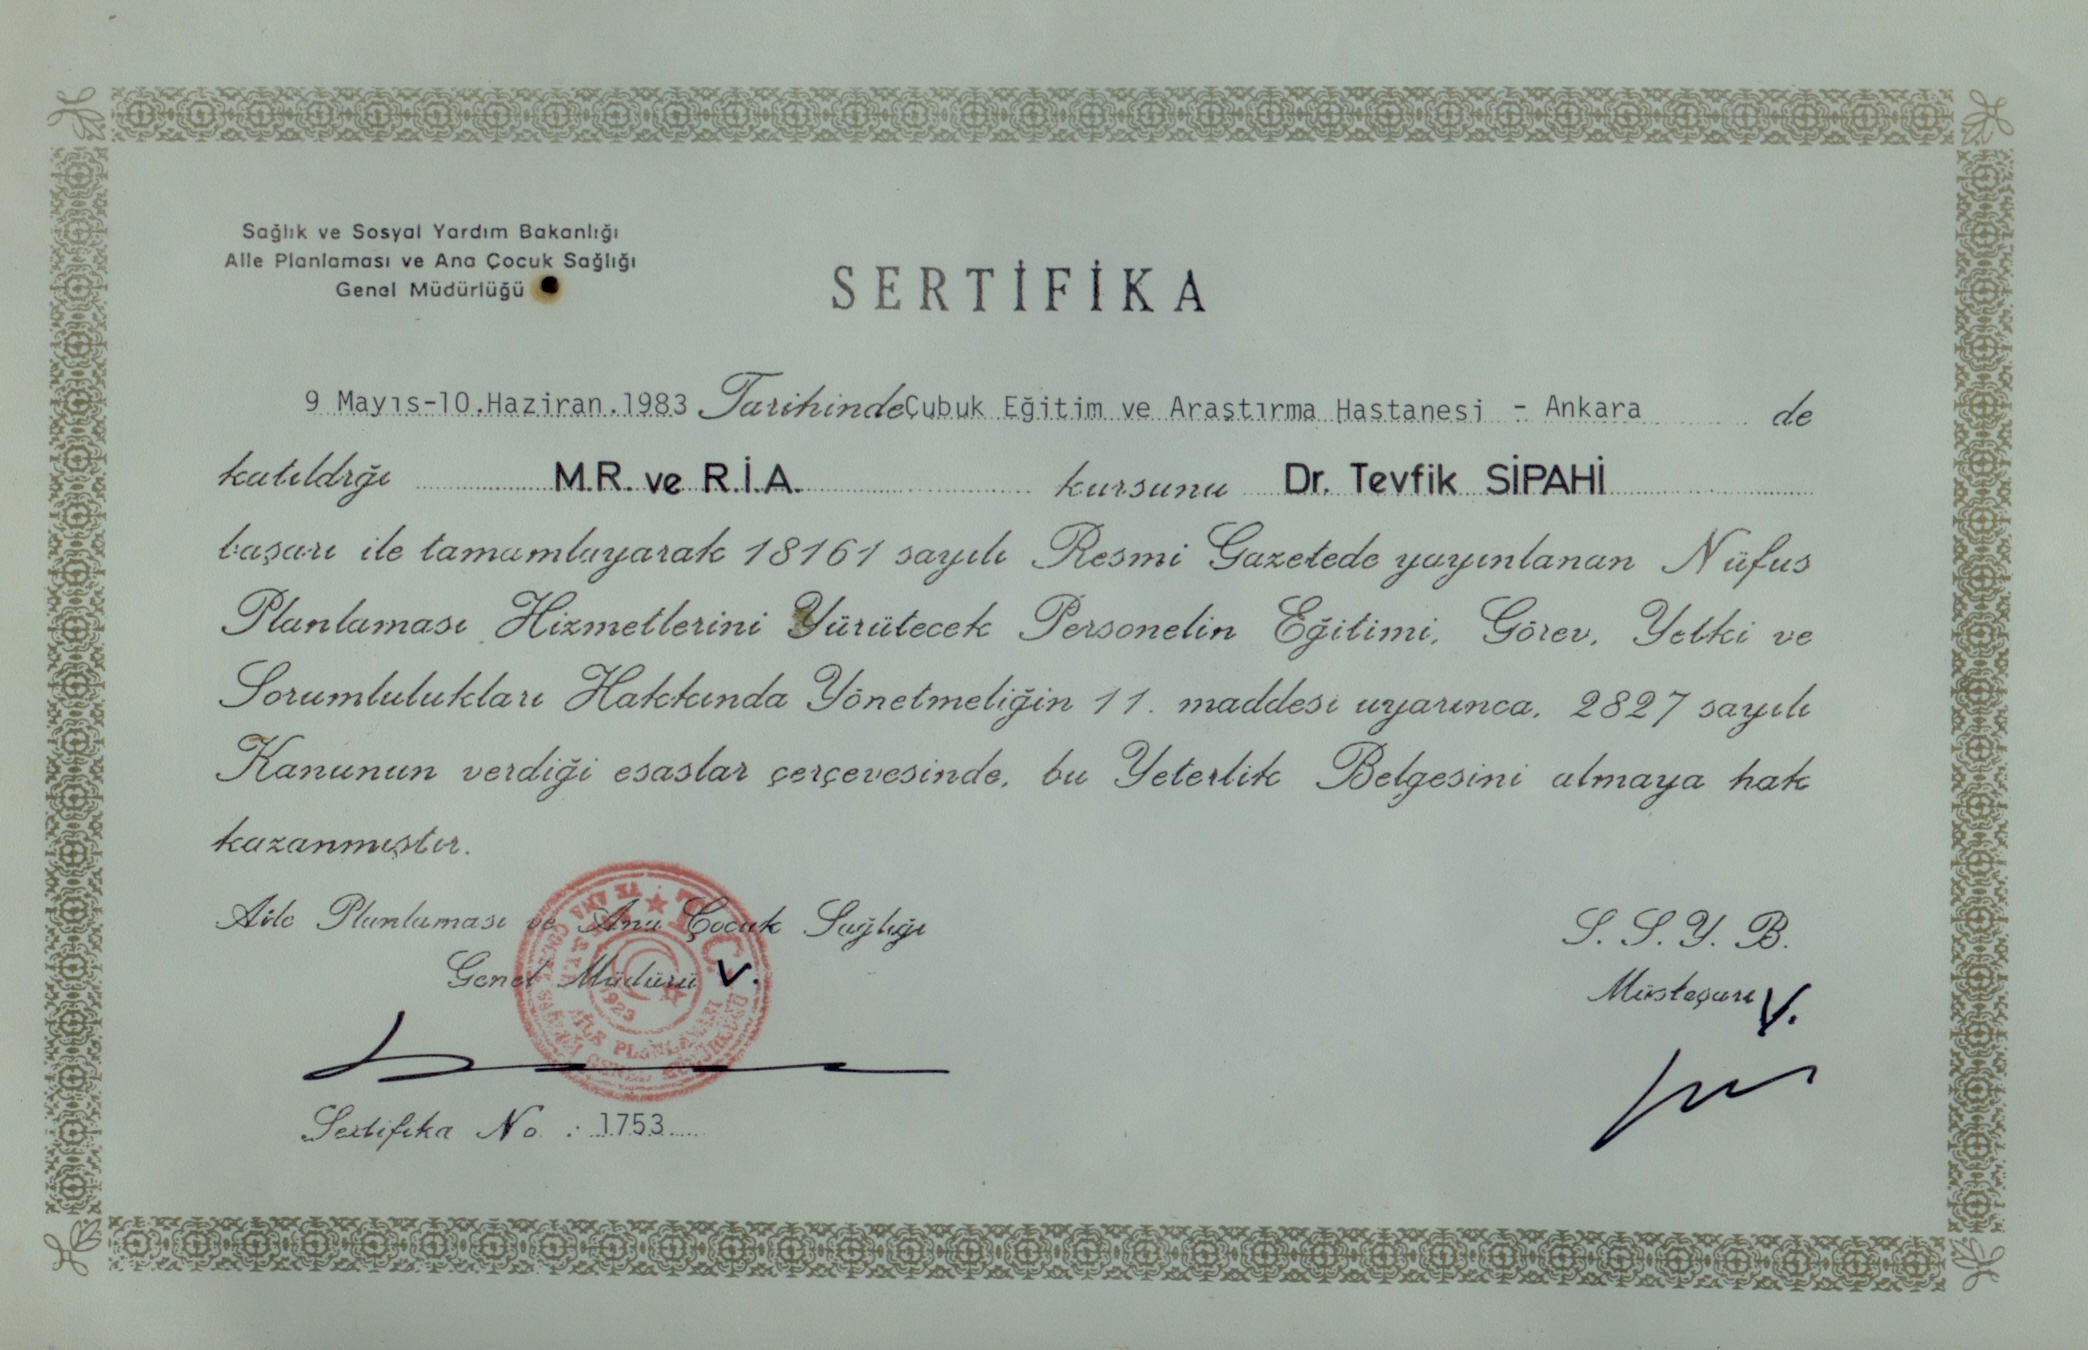 Sağlık ve Sosyal Yardım Bakanlığı
Aile Planlaması ve Ana Çocuk Sağlığı
Genel Müdürlüğü
SERTİFİKA
9 Mayıs-10.Haziran.1983 Tarihinde Çubuk Eğitim ve Araştırma Hastanesi - Ankara de
katıldığı M.R. ve R.İ.A. kursunu Dr. Tevfik SİPAHİ
başarı ile tamamlayarak 18161 sayılı Resmi Gazetede yayınlanan Nüfus
Planlaması Hizmetlerini Yürütecek Personelin Eğitimi, Görev, Yetki ve
Sorumlulukları Hakkında Yönetmeliğin 11. maddesi uyarınca, 2827 sayılı
Kanunun verdiği esaslar çerçevesinde, bu Yeterlik Belgesini almaya hak
kazanmıştır.
Aile Planlaması ve Ana Çocuk Sağlığı
Genel Müdürü V.
S. S. Y. B.
Müsteşarı V.
T.C.
1923
Sertifika No : 1753